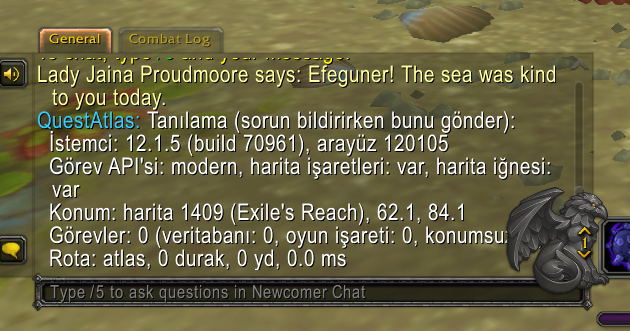 General
Combat Log
Lady Jaina Proudmoore says: Efeguner! The sea was kind
to you today.
QuestAtlas: Tanılama (sorun bildirirken bunu gönder):
İstemci: 12.1.5 (build 70961), arayüz 120105
Görev API'si: modern, harita işaretleri: var, harita iğnesi:
var
Konum: harita 1409 (Exile's Reach), 62.1, 84.1
Görevler: 0 (veritabanı: 0, oyun işareti: 0,
Rota: atlas, 0 durak, 0 yd, 0.0 ms
1
Type /5 to ask questions in Newcomer Chat